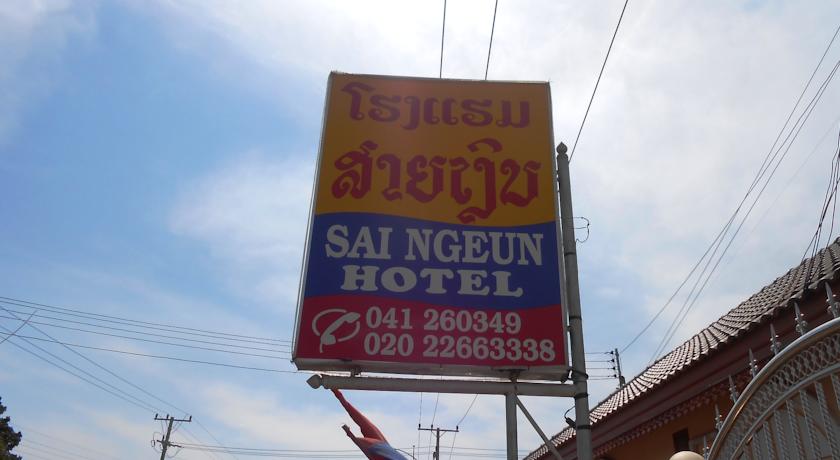 ໂຮງແຮມ
ສາຍເງິນ
SAI NGEUN
HOTEL
041 260349
020 22663338